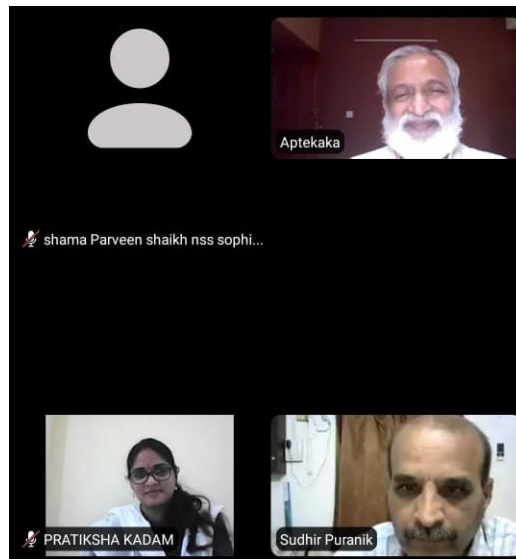 Aptekaka
shama Parveen shaikh nss sophi...
PRATIKSHA KADAM
Sudhir Puranik